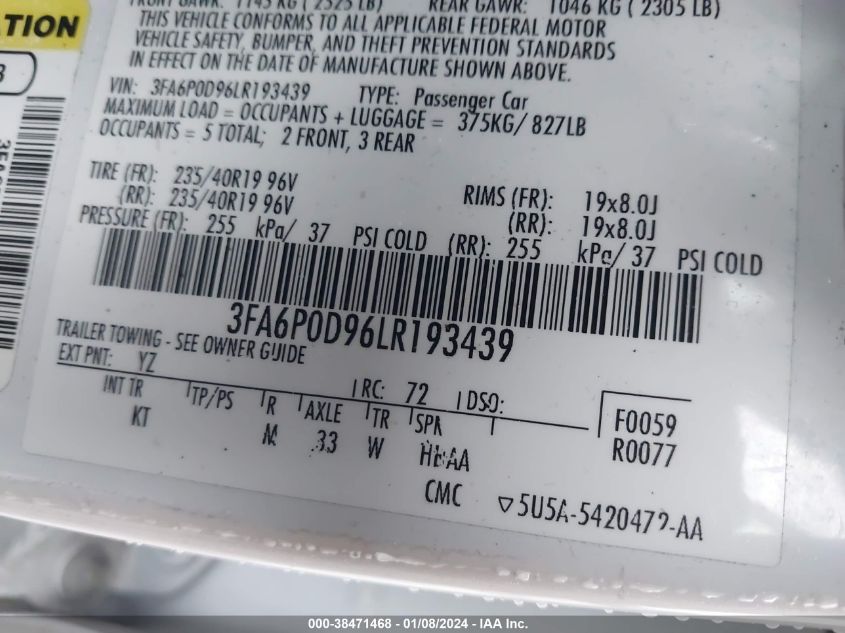 FRONT GAWR: 1145 KG ( 2525 LB) REAR GAWR: 1046 KG ( 2305 LB)
THIS VEHICLE CONFORMS TO ALL APPLICABLE FEDERAL MOTOR
VEHICLE SAFETY, BUMPER, AND THEFT PREVENTION STANDARDS
IN EFFECT ON THE DATE OF MANUFACTURE SHOWN ABOVE.
VIN: 3FA6P0D96LR193439 TYPE: Passenger Car
MAXIMUM LOAD = OCCUPANTS + LUGGAGE = 375KG/ 827LB
OCCUPANTS = 5 TOTAL; 2 FRONT, 3 REAR
TIRE (FR): 235/40R19 96V RIMS (FR): 19x8.0J
(RR): 235/40R19 96V (RR): 19x8.0J
PRESSURE (FR): 255 kPa/ 37 PSI COLD (RR): 255 kPa/ 37 PSI COLD
3FA6P0D96LR193439
TRAILER TOWING - SEE OWNER GUIDE
EXT PNT: YZ RC: 72 DSO:
INT TR TP/PS R AXLE TR SPR F0059
KT M 33 W HEAA R0077
CMC ▽5U5A-5420472-AA
000-38471468 - 01/08/2024 - IAA Inc.